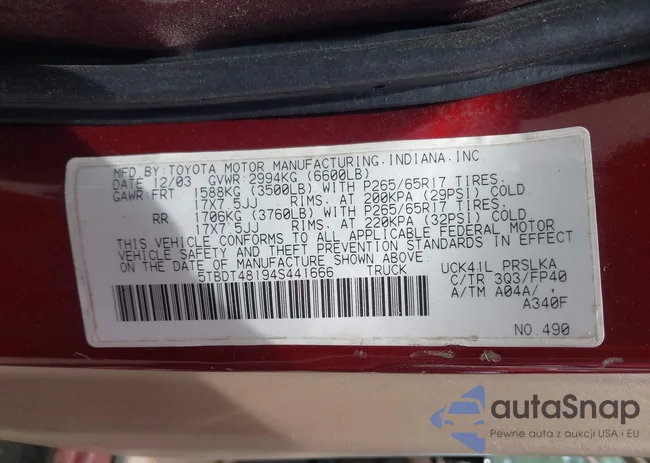 MFD.BY:TOYOTA MOTOR MANUFACTURING.INDIANA.INC.
DATE 12/03 GVWR 2994KG (6600LB)
GAWR:FRT 1588KG (3500LB) WITH P265/65R17 TIRES.
17X7.5JJ RIMS. AT 200KPA (29PSI) COLD.
RR 1706KG (3760LB) WITH P265/65R17 TIRES.
17X7.5JJ RIMS. AT 220KPA (32PSI) COLD.
THIS VEHICLE CONFORMS TO ALL APPLICABLE FEDERAL MOTOR
VEHICLE SAFETY AND THEFT PREVENTION STANDARDS IN EFFECT
ON THE DATE OF MANUFACTURE SHOWN ABOVE.
5TBDT48194S441666 TRUCK UCK41L PRSLKA
C/TR 3Q3/FP40
A/TM A04A/ +
A340F
NO.490
autaSnap
Pewne auta z aukcji USA i EU